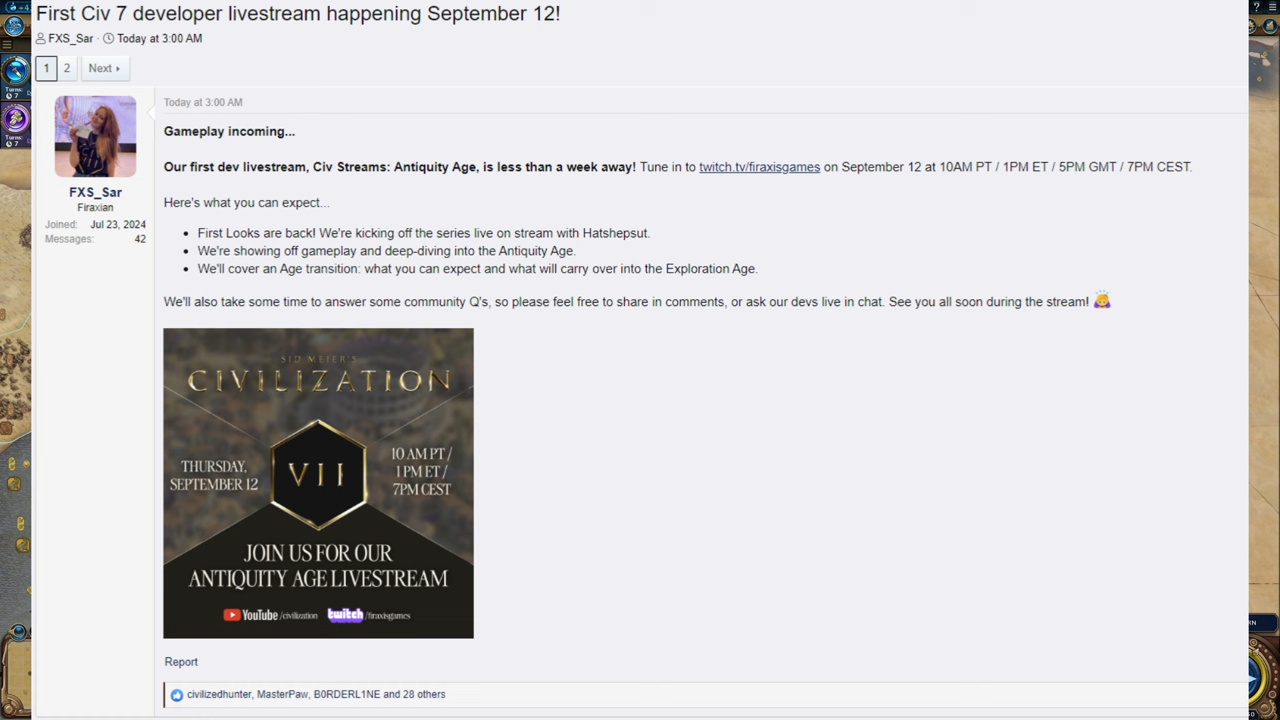 First Civ 7 developer livestream happening September 12!
FXS_Sar · Today at 3:00 AM
1 2 Next
Today at 3:00 AM
Gameplay incoming...
Our first dev livestream, Civ Streams: Antiquity Age, is less than a week away! Tune in to twitch.tv/firaxisgames on September 12 at 10AM PT / 1PM ET / 5PM GMT / 7PM CEST.
FXS_Sar
Firaxian
Joined: Jul 23, 2024
Messages: 42
Here's what you can expect...
First Looks are back! We're kicking off the series live on stream with Hatshepsut.
We're showing off gameplay and deep-diving into the Antiquity Age.
We'll cover an Age transition: what you can expect and what will carry over into the Exploration Age.
We'll also take some time to answer some community Q's, so please feel free to share in comments, or ask our devs live in chat. See you all soon during the stream!
SID MEIER'S
CIVILIZATION
THURSDAY,
SEPTEMBER 12
VII
10 AM PT /
1 PM ET /
7PM CEST
JOIN US FOR OUR
ANTIQUITY AGE LIVESTREAM
YouTube /civilization twitch /firaxisgames
Report
civilizedhunter, MasterPaw, B0RDERL1NE and 28 others
Turns:
7
Turns:
7